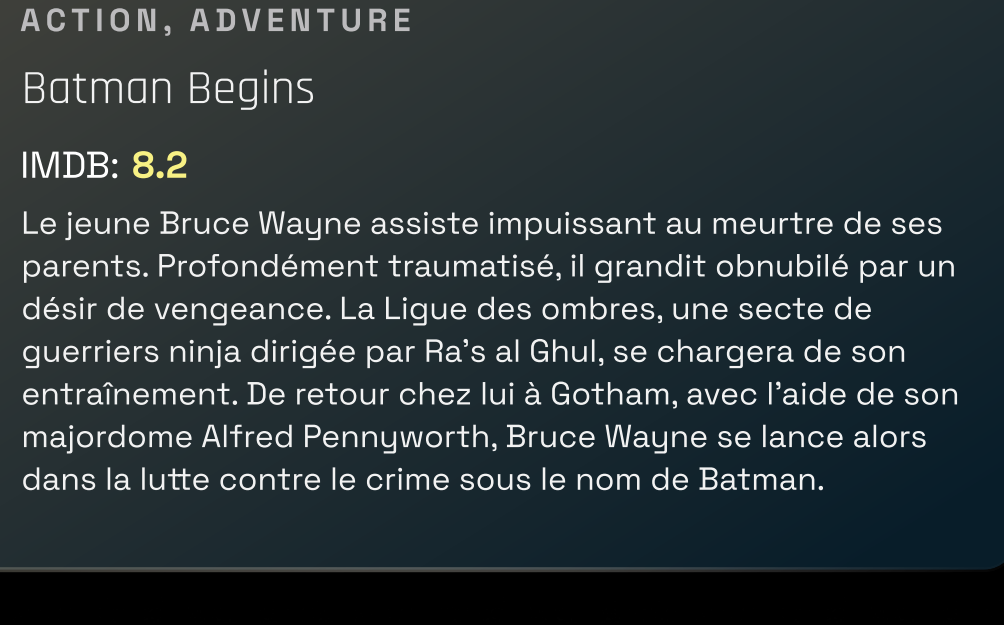 ACTION, ADVENTURE
Batman Begins
IMDB: 8.2
Le jeune Bruce Wayne assiste impuissant au meurtre de ses
parents. Profondément traumatisé, il grandit obnubilé par un
désir de vengeance. La Ligue des ombres, une secte de
guerriers ninja dirigée par Ra’s al Ghul, se chargera de son
entraînement. De retour chez lui à Gotham, avec l’aide de son
majordome Alfred Pennyworth, Bruce Wayne se lance alors
dans la lutte contre le crime sous le nom de Batman.